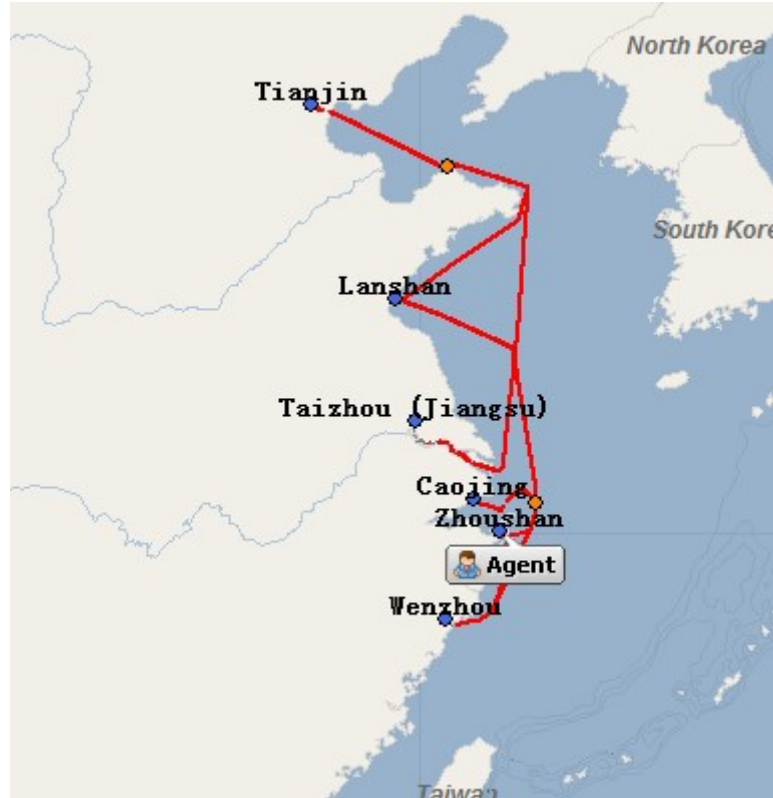 North Korea
Tianjin
South Kore
Lanshan
Taizhou (Jiangsu)
Caojing
Zhoushan
Agent
Wenzhou
Taiwan